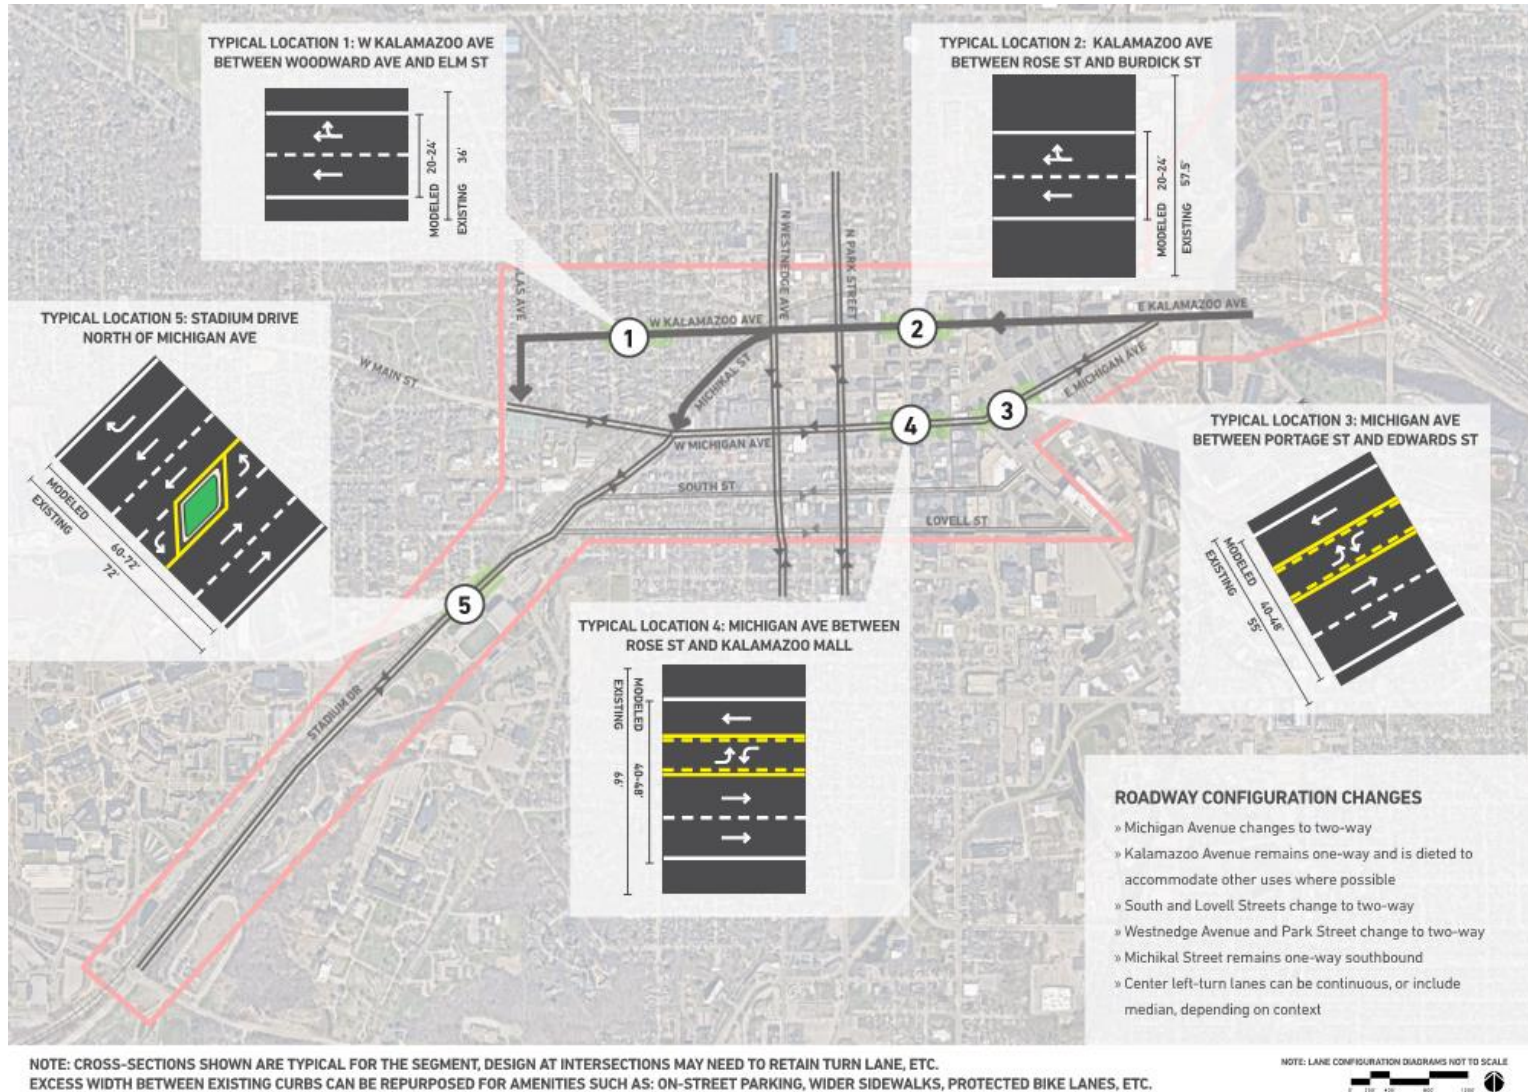 TYPICAL LOCATION 1: W KALAMAZOO AVE
BETWEEN WOODWARD AVE AND ELM ST
MODELED 20-24'
EXISTING 36'
TYPICAL LOCATION 2: KALAMAZOO AVE
BETWEEN ROSE ST AND BURDICK ST
MODELED 20-24'
EXISTING 57.5'
N WESTNEDGE AVE
N PARK STREET
LAS AVE
W KALAMAZOO AVE
E KALAMAZOO AVE
1
2
TYPICAL LOCATION 5: STADIUM DRIVE
NORTH OF MICHIGAN AVE
MODELED 60-72'
EXISTING 72'
W MAIN ST
MICHIKAL ST
E MICHIGAN AVE
3
4
W MICHIGAN AVE
SOUTH ST
LOVELL ST
5
STADIUM DR
TYPICAL LOCATION 3: MICHIGAN AVE
BETWEEN PORTAGE ST AND EDWARDS ST
MODELED 40-48'
EXISTING 55'
TYPICAL LOCATION 4: MICHIGAN AVE BETWEEN
ROSE ST AND KALAMAZOO MALL
MODELED 40-48'
EXISTING 66'
ROADWAY CONFIGURATION CHANGES
» Michigan Avenue changes to two-way
» Kalamazoo Avenue remains one-way and is dieted to
accommodate other uses where possible
» South and Lovell Streets change to two-way
» Westnedge Avenue and Park Street change to two-way
» Michikal Street remains one-way southbound
» Center left-turn lanes can be continuous, or include
median, depending on context
NOTE: CROSS-SECTIONS SHOWN ARE TYPICAL FOR THE SEGMENT, DESIGN AT INTERSECTIONS MAY NEED TO RETAIN TURN LANE, ETC.
EXCESS WIDTH BETWEEN EXISTING CURBS CAN BE REPURPOSED FOR AMENITIES SUCH AS: ON-STREET PARKING, WIDER SIDEWALKS, PROTECTED BIKE LANES, ETC.
NOTE: LANE CONFIGURATION DIAGRAMS NOT TO SCALE